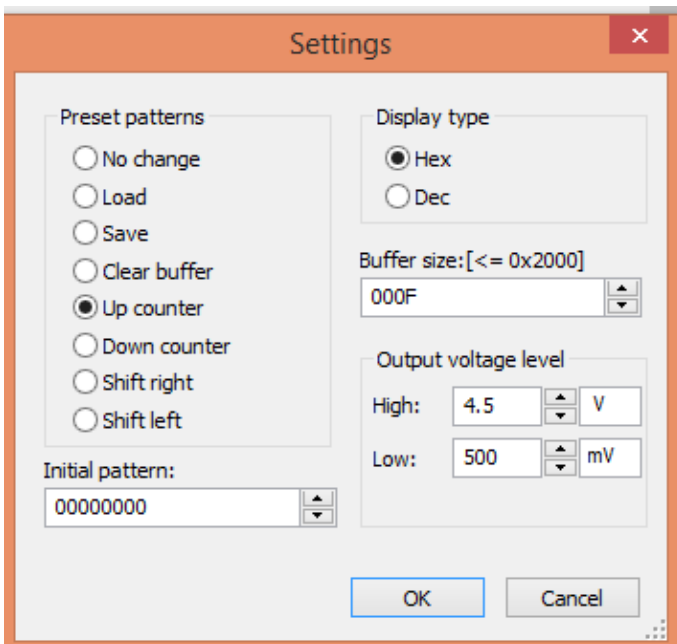 Settings
Preset patterns
No change
Load
Save
Clear buffer
Up counter
Down counter
Shift right
Shift left
Initial pattern:
00000000
Display type
Hex
Dec
Buffer size:[<= 0x2000]
000F
Output voltage level
High: 4.5 V
Low: 500 mV
OK Cancel